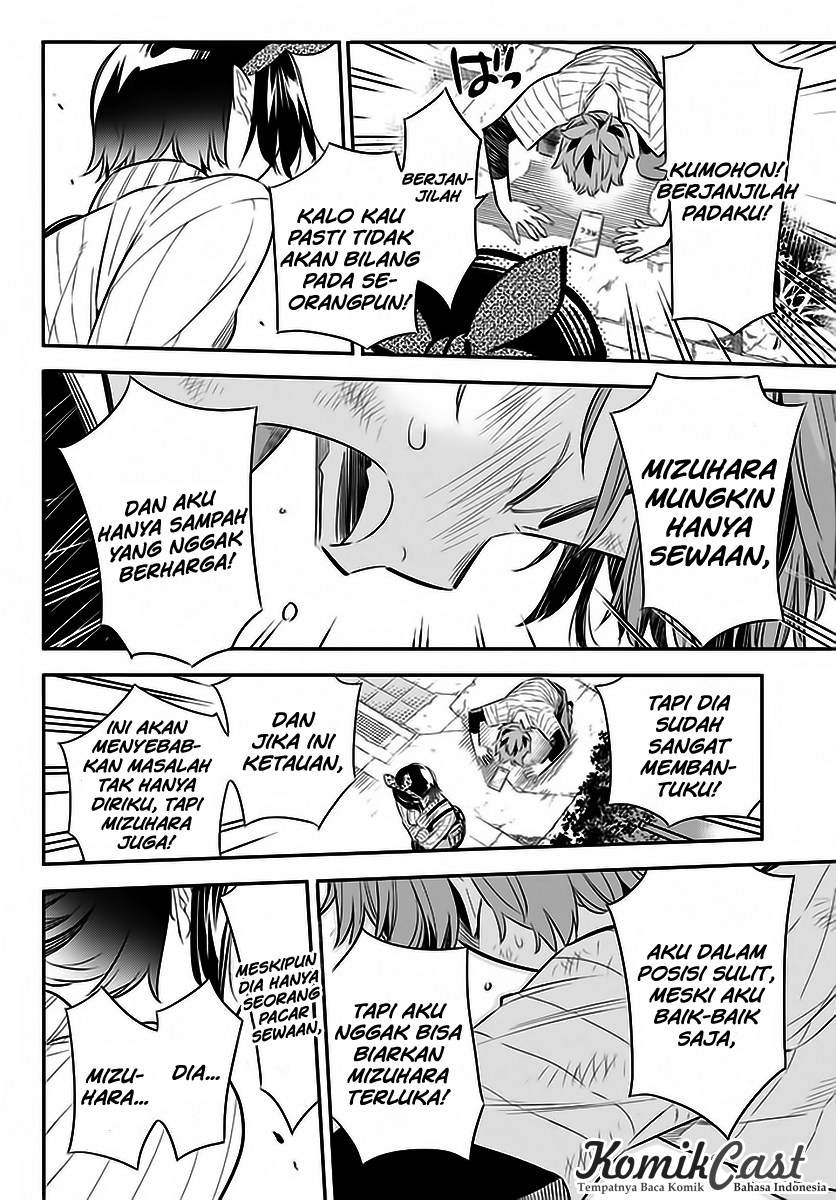 ばっ
KUMOHON!
BERJANJILAH
PADAKU!
BERJAN-
JILAH
KALO KAU
PASTI TIDAK
AKAN BILANG
PADA SE-
ORANGPUN!
MIZUHARA
MUNGKIN
HANYA
SEWAAN,
DAN AKU
HANYA SAMPAH
YANG NGGAK
BERHARGA!
TAPI DIA
SUDAH
SANGAT
MEMBAN-
TUKU!
DAN
JIKA INI
KETAUAN,
INI AKAN
MENYEBAB-
KAN MASALAH
TAK HANYA
DIRIKU, TAPI
MIZUHARA
JUGA!
AKU DALAM
POSISI SULIT,
MESKI AKU
BAIK-BAIK
SAJA,
TAPI AKU
NGGAK BISA
BIARKAN
MIZUHARA
TERLUKA!
MESKIPUN
DIA HANYA
SEORANG
PACAR
SEWAAN,
DIA...
MIZU-
HARA...
KomikCast
Tempatnya Baca Komik Bahasa Indonesia